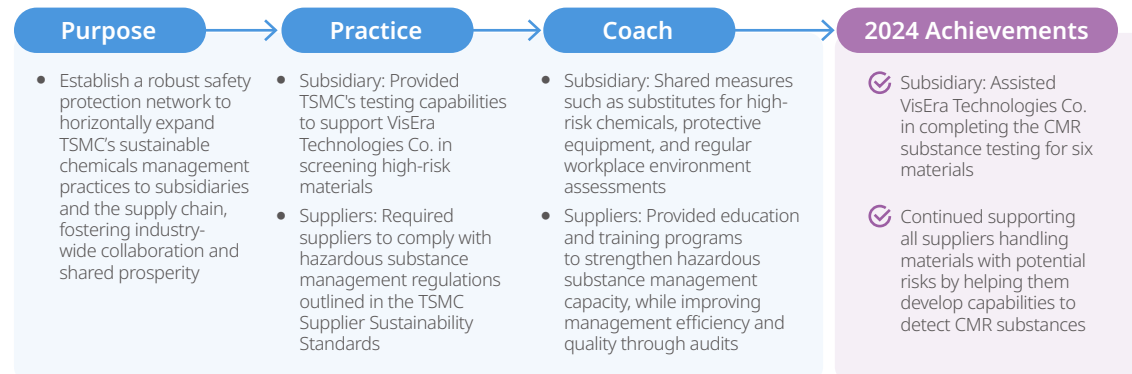 Purpose
Establish a robust safety
protection network to
horizontally expand
TSMC's sustainable
chemicals management
practices to subsidiaries
and the supply chain,
fostering industry-
wide collaboration and
shared prosperity
Practice
Subsidiary: Provided
TSMC's testing capabilities
to support VisEra
Technologies Co. in
screening high-risk
materials
Suppliers: Required
suppliers to comply with
hazardous substance
management regulations
outlined in the TSMC
Supplier Sustainability
Standards
Coach
Subsidiary: Shared measures
such as substitutes for high-
risk chemicals, protective
equipment, and regular
workplace environment
assessments
Suppliers: Provided education
and training programs
to strengthen hazardous
substance management
capacity, while improving
management efficiency and
quality through audits
2024 Achievements
Subsidiary: Assisted
VisEra Technologies Co.
in completing the CMR
substance testing for six
materials
Continued supporting
all suppliers handling
materials with potential
risks by helping them
develop capabilities to
detect CMR substances